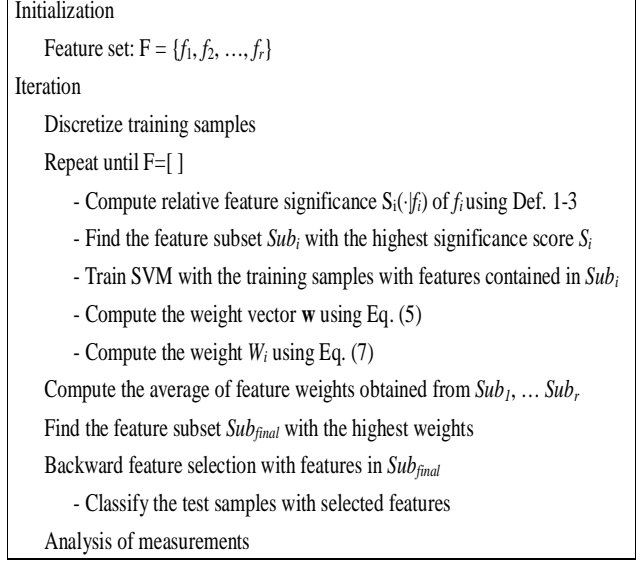 Initialization
Feature set: F = {f1, f2, …, fr}
Iteration
Discretize training samples
Repeat until F=[ ]
- Compute relative feature significance Si(·|fi) of fi using Def. 1-3
- Find the feature subset Subi with the highest significance score Si
- Train SVM with the training samples with features contained in Subi
- Compute the weight vector w using Eq. (5)
- Compute the weight Wi using Eq. (7)
Compute the average of feature weights obtained from Sub1, … Subr
Find the feature subset Subfinal with the highest weights
Backward feature selection with features in Subfinal
- Classify the test samples with selected features
Analysis of measurements